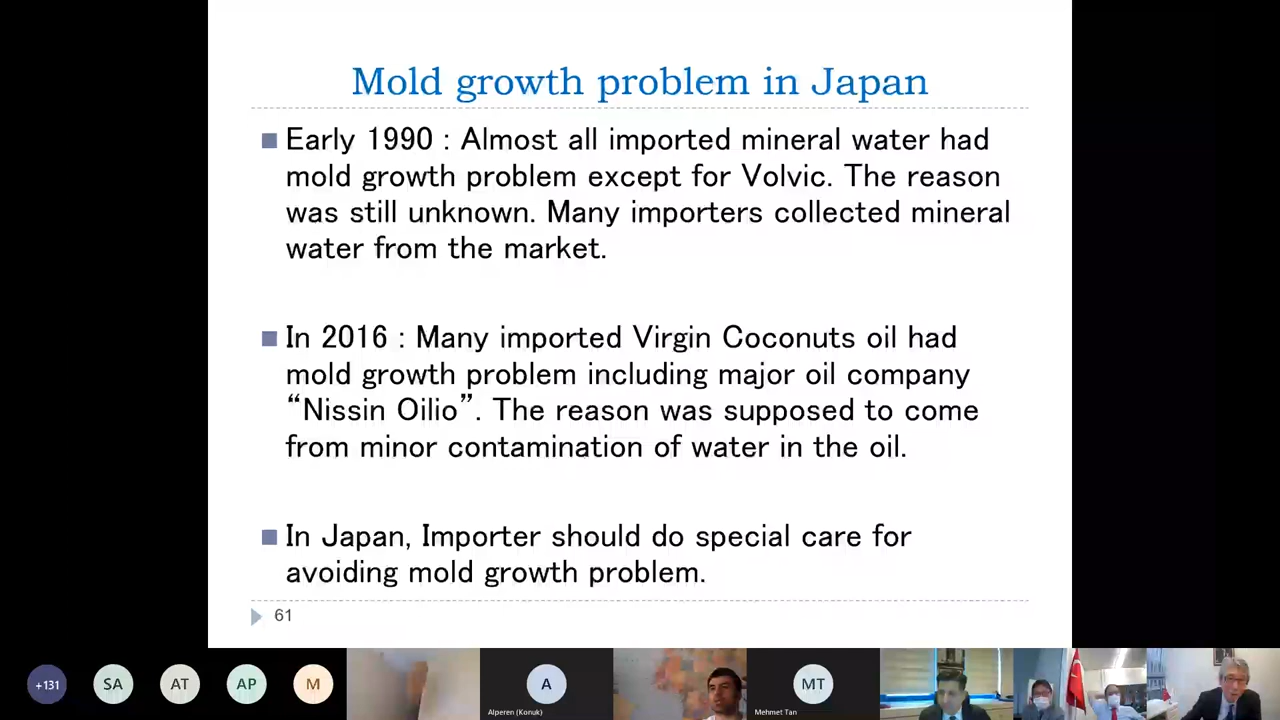 Mold growth problem in Japan
Early 1990 : Almost all imported mineral water had
mold growth problem except for Volvic. The reason
was still unknown. Many importers collected mineral
water from the market.
In 2016 : Many imported Virgin Coconuts oil had
mold growth problem including major oil company
“Nissin Oilio”. The reason was supposed to come
from minor contamination of water in the oil.
In Japan, Importer should do special care for
avoiding mold growth problem.
61
+131
SA
AT
AP
M
A
Alperen (Konuk)
MT
Mehmet Tan